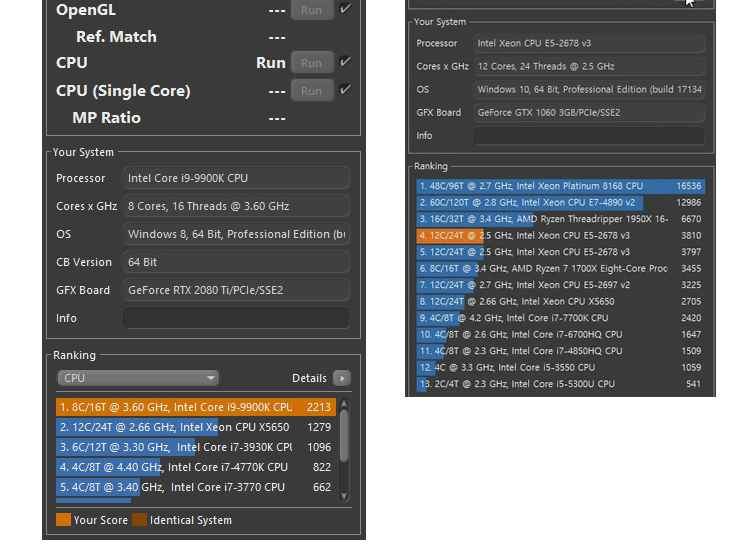 OpenGL --- Run
Ref. Match ---
CPU Run Run
CPU (Single Core) --- Run
MP Ratio ---
Your System
Processor Intel Core i9-9900K CPU
Cores x GHz 8 Cores, 16 Threads @ 3.60 GHz
OS Windows 8, 64 Bit, Professional Edition (bu
CB Version 64 Bit
GFX Board GeForce RTX 2080 Ti/PCIe/SSE2
Info
Ranking
CPU Details
1. 8C/16T @ 3.60 GHz, Intel Core i9-9900K CPU 2213
2. 12C/24T @ 2.66 GHz, Intel Xeon CPU X5650 1279
3. 6C/12T @ 3.30 GHz, Intel Core i7-3930K CPU 1096
4. 4C/8T @ 4.40 GHz, Intel Core i7-4770K CPU 822
5. 4C/8T @ 3.40 GHz, Intel Core i7-3770 CPU 662
Your Score Identical System
Your System
Processor Intel Xeon CPU E5-2678 v3
Cores x GHz 12 Cores, 24 Threads @ 2.5 GHz
OS Windows 10, 64 Bit, Professional Edition (build 17134
GFX Board GeForce GTX 1060 3GB/PCIe/SSE2
Info
Ranking
1. 48C/96T @ 2.7 GHz, Intel Xeon Platinum 8168 CPU 16536
2. 60C/120T @ 2.8 GHz, Intel Xeon CPU E7-4890 v2 12986
3. 16C/32T @ 3.4 GHz, AMD Ryzen Threadripper 1950X 16- 6670
4. 12C/24T @ 2.5 GHz, Intel Xeon CPU E5-2678 v3 3810
5. 12C/24T @ 2.5 GHz, Intel Xeon CPU E5-2678 v3 3797
6. 8C/16T @ 3.4 GHz, AMD Ryzen 7 1700X Eight-Core Proc 3455
7. 12C/24T @ 2.7 GHz, Intel Xeon CPU E5-2697 v2 3225
8. 12C/24T @ 2.66 GHz, Intel Xeon CPU X5650 2705
9. 4C/8T @ 4.2 GHz, Intel Core i7-7700K CPU 2420
10. 4C/8T @ 2.6 GHz, Intel Core i7-6700HQ CPU 1647
11. 4C/8T @ 2.3 GHz, Intel Core i7-4850HQ CPU 1509
12. 4C @ 3.3 GHz, Intel Core i5-3550 CPU 1059
13. 2C/4T @ 2.3 GHz, Intel Core i5-5300U CPU 541